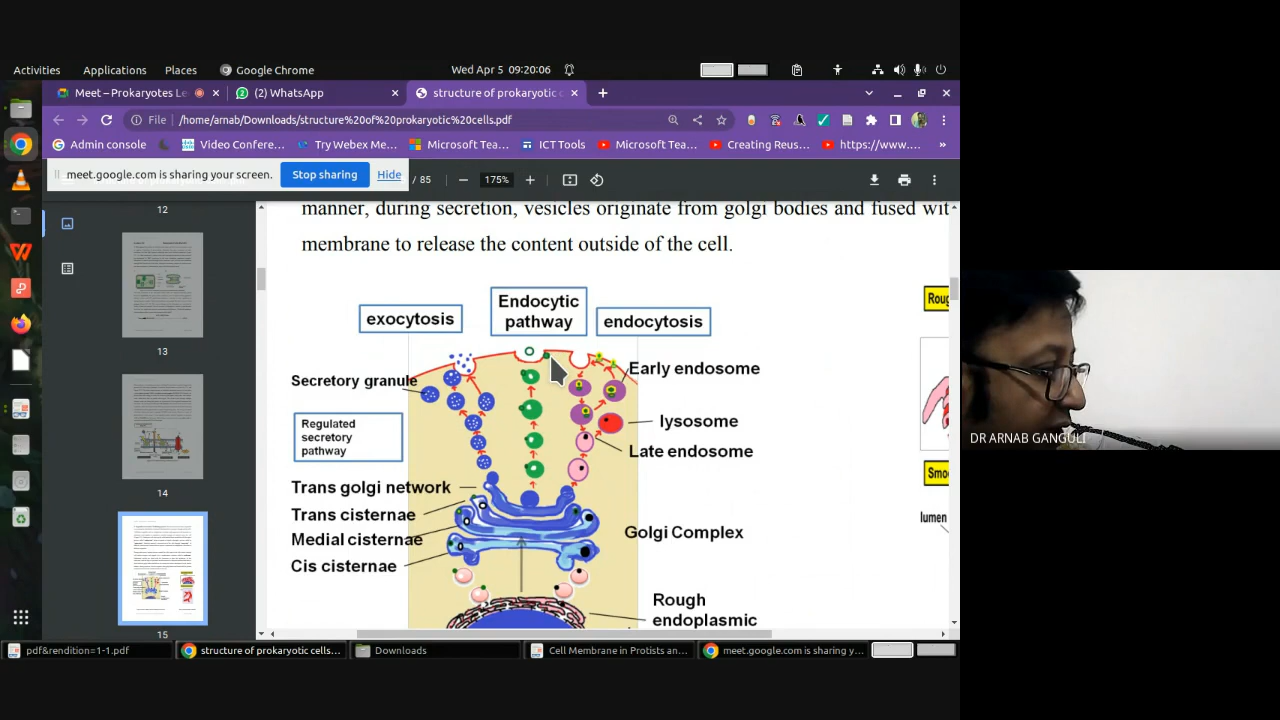 Activities Applications Places Google Chrome Wed Apr 5 09:20:06
Meet – Prokaryotes Le (2) WhatsApp structure of prokaryotic c
File /home/arnab/Downloads/structure%20of%20prokaryotic%20cells.pdf
Admin console Video Conferе... Try Webex Me... Microsoft Tea... ICT Tools Microsoft Tea... Creating Reus... https://www.... »
meet.google.com is sharing your screen. Stop sharing Hide / 85 175%
12
manner, during secretion, vesicles originate from golgi bodies and fused wit
membrane to release the content outside of the cell.
13
14
15
exocytosis
Endocytic
pathway
endocytosis
Early endosome
Secretory granule
lysosome
Regulated
secretory
pathway
Late endosome
Trans golgi network
Trans cisternae
Golgi Complex
Medial cisternae
Cis cisternae
Rough
endoplasmic
Roug
Smo
lumen
DR ARNAB GANGULI
pdf&rendition=1-1.pdf structure of prokaryotic cells... Downloads Cell Membrane in Protists an... meet.google.com is sharing y...